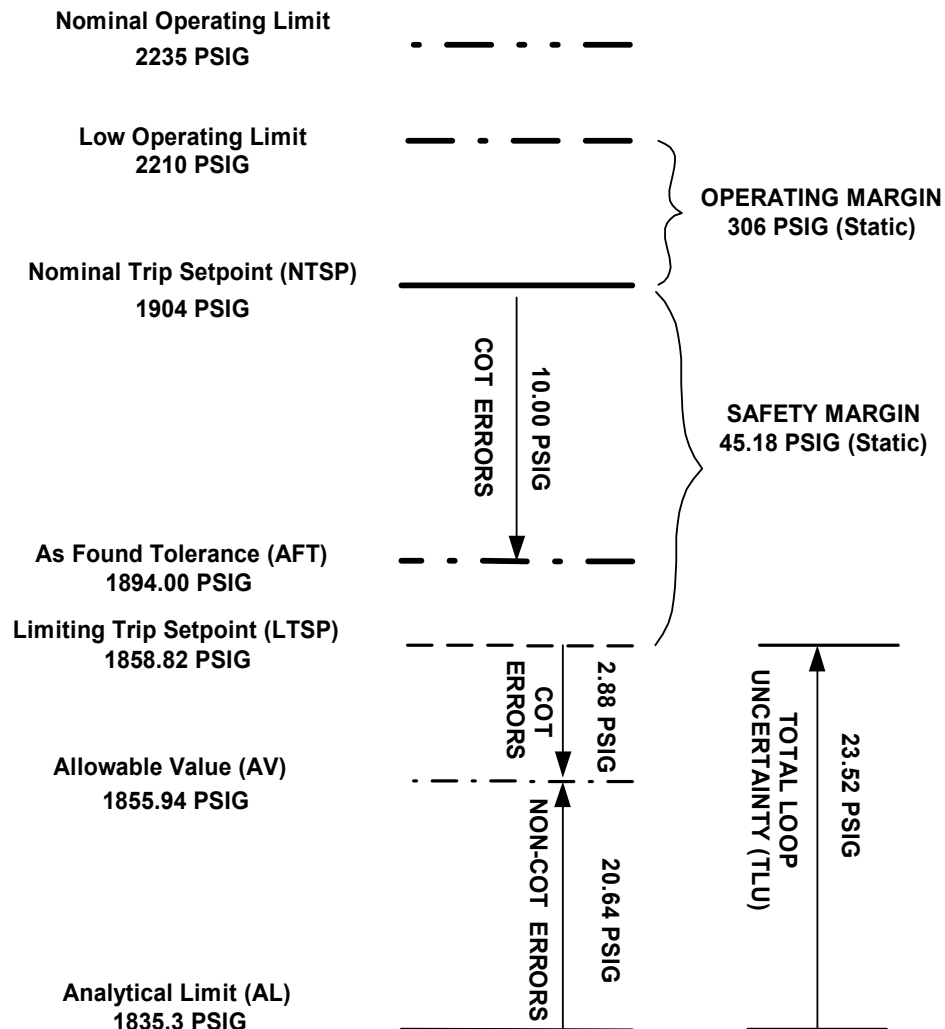 Nominal Operating Limit
2235 PSIG
Low Operating Limit
2210 PSIG
OPERATING MARGIN
306 PSIG (Static)
Nominal Trip Setpoint (NTSP)
1904 PSIG
COT ERRORS
10.00 PSIG
SAFETY MARGIN
45.18 PSIG (Static)
As Found Tolerance (AFT)
1894.00 PSIG
Limiting Trip Setpoint (LTSP)
1858.82 PSIG
COT
ERRORS
2.88 PSIG
Allowable Value (AV)
1855.94 PSIG
NON-COT ERRORS
20.64 PSIG
TOTAL LOOP
UNCERTAINTY (TLU)
23.52 PSIG
Analytical Limit (AL)
1835.3 PSIG